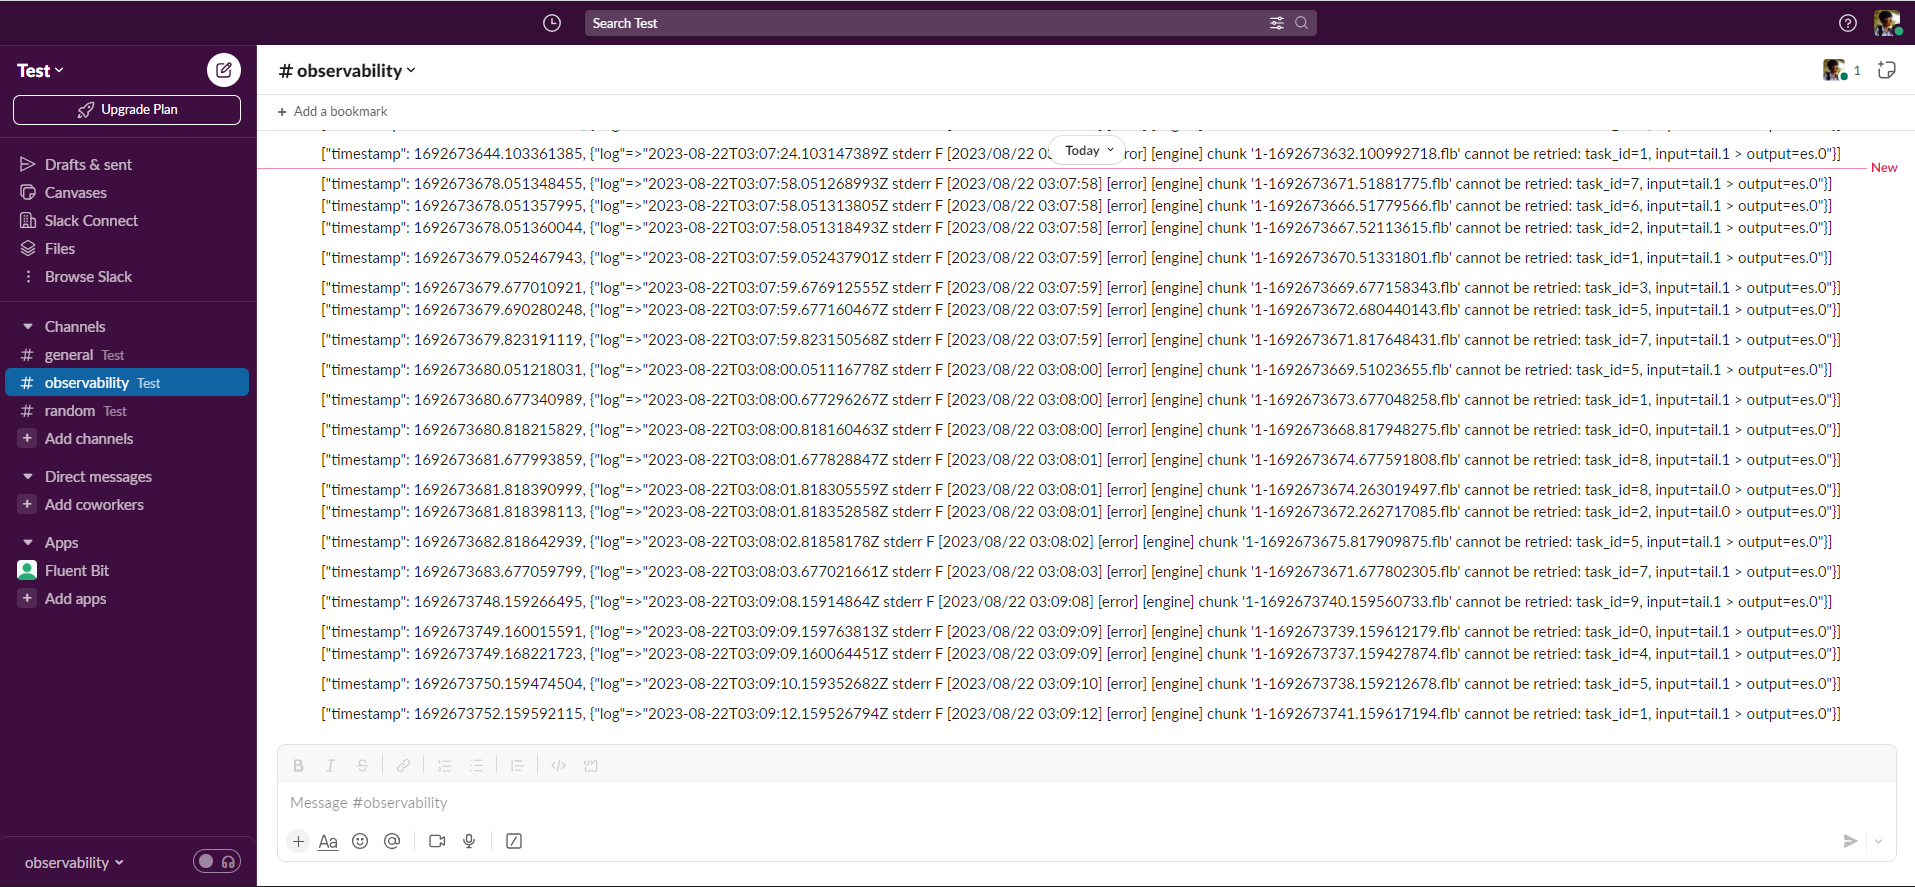 Search Test
Test
Upgrade Plan
Drafts & sent
Canvases
Slack Connect
Files
Browse Slack
Channels
# general Test
# observability Test
# random Test
+ Add channels
Direct messages
+ Add coworkers
Apps
Fluent Bit
+ Add apps
observability
# observability
1
+ Add a bookmark
Today
["timestamp": 1692673644.103361385, {"log"=>"2023-08-22T03:07:24.103147389Z stderr F [2023/08/22 03: ror] [engine] chunk '1-1692673632.100992718.flb' cannot be retried: task_id=1, input=tail.1 > output=es.0"}]
New
["timestamp": 1692673678.051348455, {"log"=>"2023-08-22T03:07:58.051268993Z stderr F [2023/08/22 03:07:58] [error] [engine] chunk '1-1692673671.51881775.flb' cannot be retried: task_id=7, input=tail.1 > output=es.0"}]
["timestamp": 1692673678.051357995, {"log"=>"2023-08-22T03:07:58.051313805Z stderr F [2023/08/22 03:07:58] [error] [engine] chunk '1-1692673666.51779566.flb' cannot be retried: task_id=6, input=tail.1 > output=es.0"}]
["timestamp": 1692673678.051360044, {"log"=>"2023-08-22T03:07:58.051318493Z stderr F [2023/08/22 03:07:58] [error] [engine] chunk '1-1692673667.52113615.flb' cannot be retried: task_id=2, input=tail.1 > output=es.0"}]
["timestamp": 1692673679.052467943, {"log"=>"2023-08-22T03:07:59.052437901Z stderr F [2023/08/22 03:07:59] [error] [engine] chunk '1-1692673670.51331801.flb' cannot be retried: task_id=1, input=tail.1 > output=es.0"}]
["timestamp": 1692673679.677010921, {"log"=>"2023-08-22T03:07:59.676912555Z stderr F [2023/08/22 03:07:59] [error] [engine] chunk '1-1692673669.677158343.flb' cannot be retried: task_id=3, input=tail.1 > output=es.0"}]
["timestamp": 1692673679.690280248, {"log"=>"2023-08-22T03:07:59.677160467Z stderr F [2023/08/22 03:07:59] [error] [engine] chunk '1-1692673672.680440143.flb' cannot be retried: task_id=5, input=tail.1 > output=es.0"}]
["timestamp": 1692673679.823191119, {"log"=>"2023-08-22T03:07:59.823150568Z stderr F [2023/08/22 03:07:59] [error] [engine] chunk '1-1692673671.817648431.flb' cannot be retried: task_id=7, input=tail.1 > output=es.0"}]
["timestamp": 1692673680.051218031, {"log"=>"2023-08-22T03:08:00.051116778Z stderr F [2023/08/22 03:08:00] [error] [engine] chunk '1-1692673669.51023655.flb' cannot be retried: task_id=5, input=tail.1 > output=es.0"}]
["timestamp": 1692673680.677340989, {"log"=>"2023-08-22T03:08:00.677296267Z stderr F [2023/08/22 03:08:00] [error] [engine] chunk '1-1692673673.677048258.flb' cannot be retried: task_id=1, input=tail.1 > output=es.0"}]
["timestamp": 1692673680.818215829, {"log"=>"2023-08-22T03:08:00.818160463Z stderr F [2023/08/22 03:08:00] [error] [engine] chunk '1-1692673668.817948275.flb' cannot be retried: task_id=0, input=tail.1 > output=es.0"}]
["timestamp": 1692673681.677993859, {"log"=>"2023-08-22T03:08:01.677828847Z stderr F [2023/08/22 03:08:01] [error] [engine] chunk '1-1692673674.677591808.flb' cannot be retried: task_id=8, input=tail.1 > output=es.0"}]
["timestamp": 1692673681.818390999, {"log"=>"2023-08-22T03:08:01.818305559Z stderr F [2023/08/22 03:08:01] [error] [engine] chunk '1-1692673674.263019497.flb' cannot be retried: task_id=8, input=tail.0 > output=es.0"}]
["timestamp": 1692673681.818398113, {"log"=>"2023-08-22T03:08:01.818352858Z stderr F [2023/08/22 03:08:01] [error] [engine] chunk '1-1692673672.262717085.flb' cannot be retried: task_id=2, input=tail.0 > output=es.0"}]
["timestamp": 1692673682.818642939, {"log"=>"2023-08-22T03:08:02.81858178Z stderr F [2023/08/22 03:08:02] [error] [engine] chunk '1-1692673675.817909875.flb' cannot be retried: task_id=5, input=tail.1 > output=es.0"}]
["timestamp": 1692673683.677059799, {"log"=>"2023-08-22T03:08:03.677021661Z stderr F [2023/08/22 03:08:03] [error] [engine] chunk '1-1692673671.677802305.flb' cannot be retried: task_id=7, input=tail.1 > output=es.0"}]
["timestamp": 1692673748.159266495, {"log"=>"2023-08-22T03:09:08.15914864Z stderr F [2023/08/22 03:09:08] [error] [engine] chunk '1-1692673740.159560733.flb' cannot be retried: task_id=9, input=tail.1 > output=es.0"}]
["timestamp": 1692673749.160015591, {"log"=>"2023-08-22T03:09:09.159763813Z stderr F [2023/08/22 03:09:09] [error] [engine] chunk '1-1692673739.159612179.flb' cannot be retried: task_id=0, input=tail.1 > output=es.0"}]
["timestamp": 1692673749.168221723, {"log"=>"2023-08-22T03:09:09.160064451Z stderr F [2023/08/22 03:09:09] [error] [engine] chunk '1-1692673737.159427874.flb' cannot be retried: task_id=4, input=tail.1 > output=es.0"}]
["timestamp": 1692673750.159474504, {"log"=>"2023-08-22T03:09:10.159352682Z stderr F [2023/08/22 03:09:10] [error] [engine] chunk '1-1692673738.159212678.flb' cannot be retried: task_id=5, input=tail.1 > output=es.0"}]
["timestamp": 1692673752.159592115, {"log"=>"2023-08-22T03:09:12.159526794Z stderr F [2023/08/22 03:09:12] [error] [engine] chunk '1-1692673741.159617194.flb' cannot be retried: task_id=1, input=tail.1 > output=es.0"}]
B I S
Message #observability
+ Aa